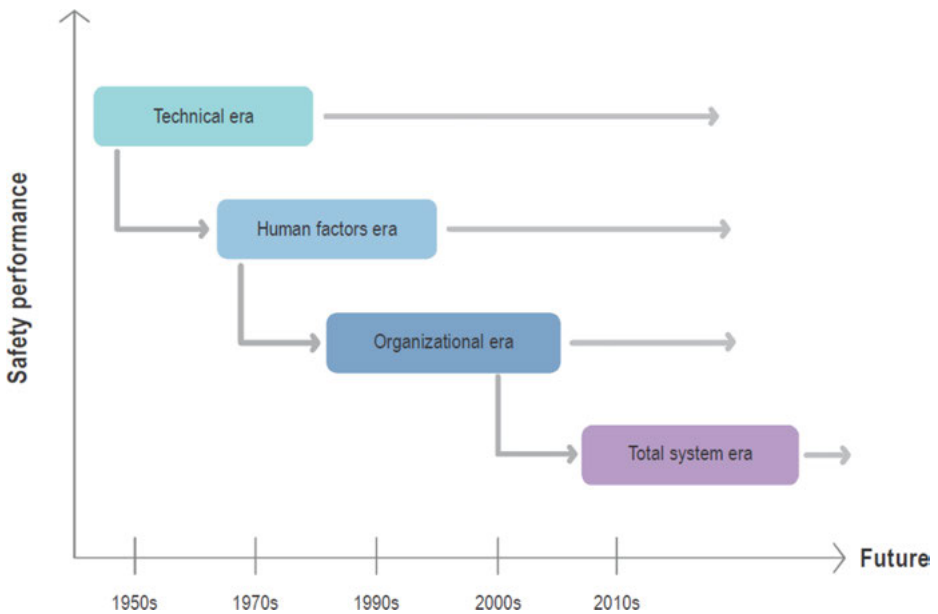 Safety performance
Technical era
Human factors era
Organizational era
Total system era
Future
1950s
1970s
1990s
2000s
2010s